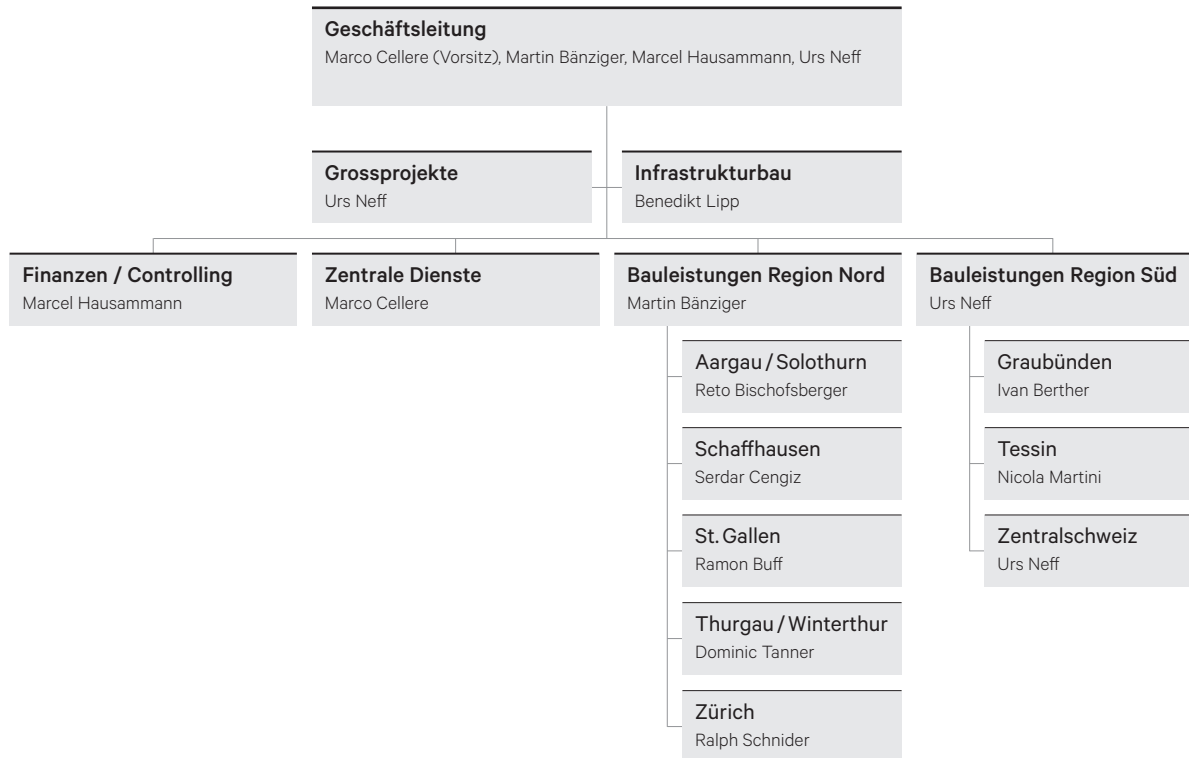 Geschäftsleitung
Marco Cellere (Vorsitz), Martin Bänziger, Marcel Hausammann, Urs Neff
Grossprojekte
Urs Neff
Infrastrukturbau
Benedikt Lipp
Finanzen / Controlling
Marcel Hausammann
Zentrale Dienste
Marco Cellere
Bauleistungen Region Nord
Martin Bänziger
Aargau / Solothurn
Reto Bischofsberger
Schaffhausen
Serdar Cengiz
St. Gallen
Ramon Buff
Thurgau / Winterthur
Dominic Tanner
Zürich
Ralph Schnider
Bauleistungen Region Süd
Urs Neff
Graubünden
Ivan Berther
Tessin
Nicola Martini
Zentralschweiz
Urs Neff